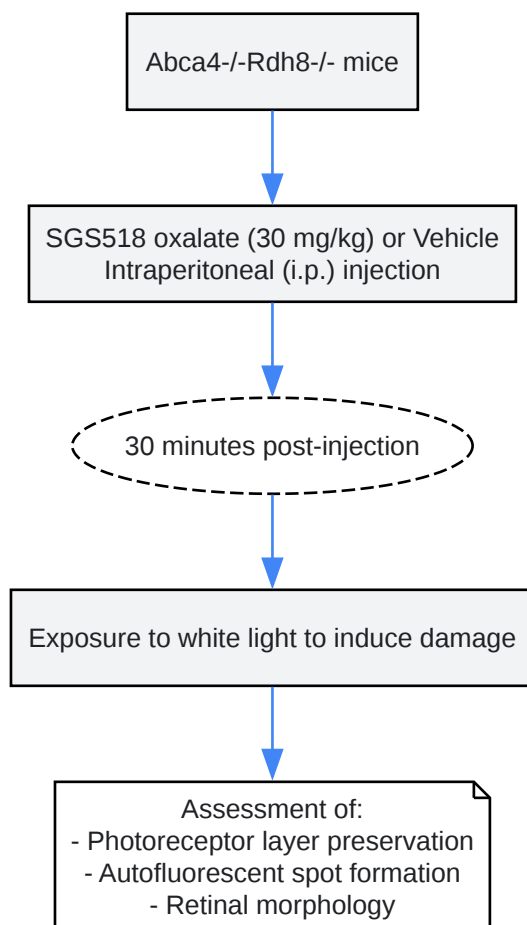 Abca4-/-Rdh8-/- mice
SGS518 oxalate (30 mg/kg) or Vehicle
Intraperitoneal (i.p.) injection
30 minutes post-injection
Exposure to white light to induce damage
Assessment of:
- Photoreceptor layer preservation
- Autofluorescent spot formation
- Retinal morphology